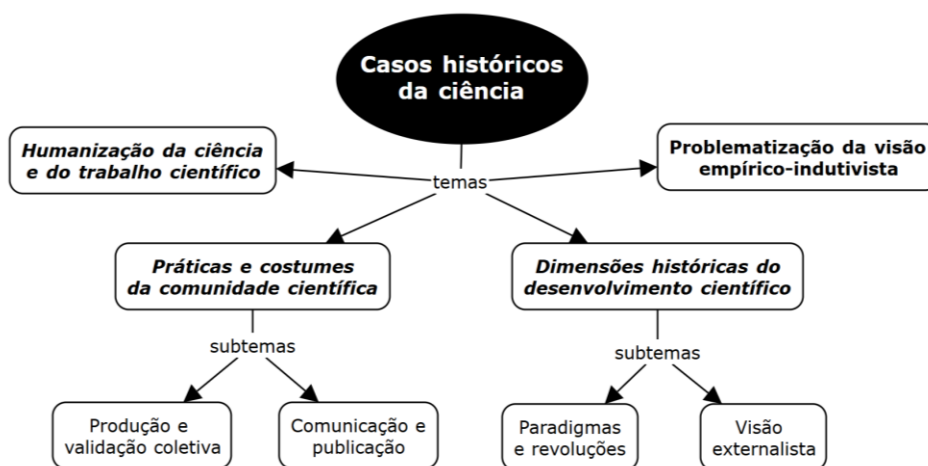 Casos históricos
da ciência
Humanização da ciência
e do trabalho científico
Problematização da visão
empírico-indutivista
temas
Práticas e costumes
da comunidade científica
Dimensões históricas do
desenvolvimento científico
subtemas
subtemas
Produção e
validação coletiva
Comunicação e
publicação
Paradigmas
e revoluções
Visão
externalista